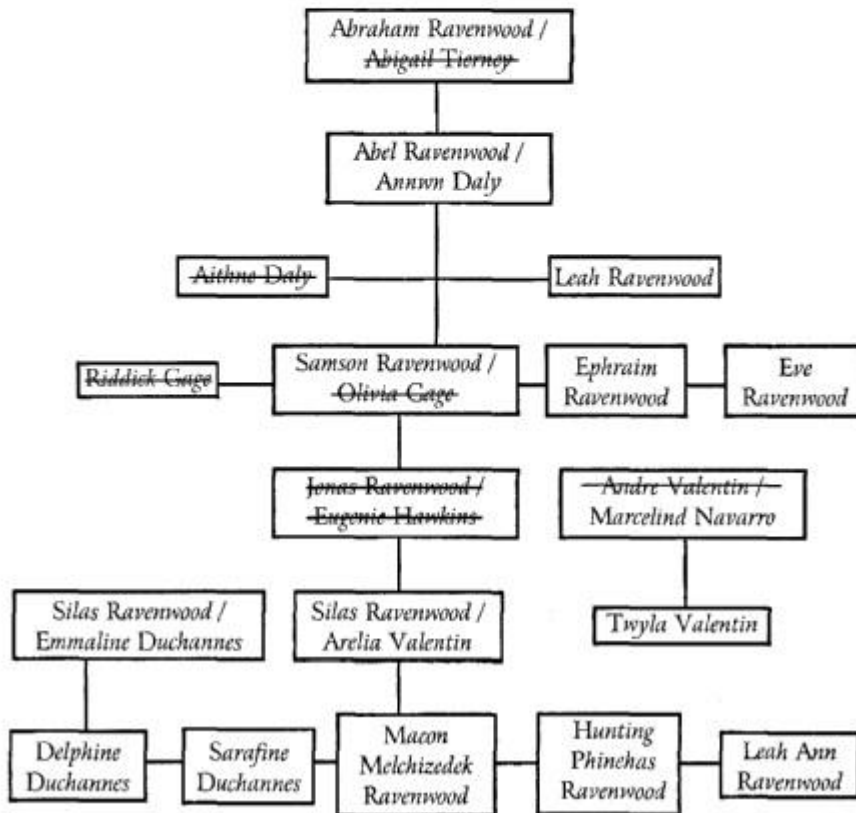 Abraham Ravenwood /
Abigail Tierney
Abel Ravenwood /
Annwn Daly
Aithne Daly
Leah Ravenwood
Riddick Gage
Samson Ravenwood /
Olivia Gage
Ephraim
Ravenwood
Eve
Ravenwood
Jonas Ravenwood /
Eugenie Hawkins
Andre Valentin /
Marcelind Navarro
Silas Ravenwood /
Emmaline Duchannes
Silas Ravenwood /
Arelia Valentin
Twyla Valentin
Delphine
Duchannes
Sarafine
Duchannes
Macon
Melchizedek
Ravenwood
Hunting
Phinehas
Ravenwood
Leah Ann
Ravenwood